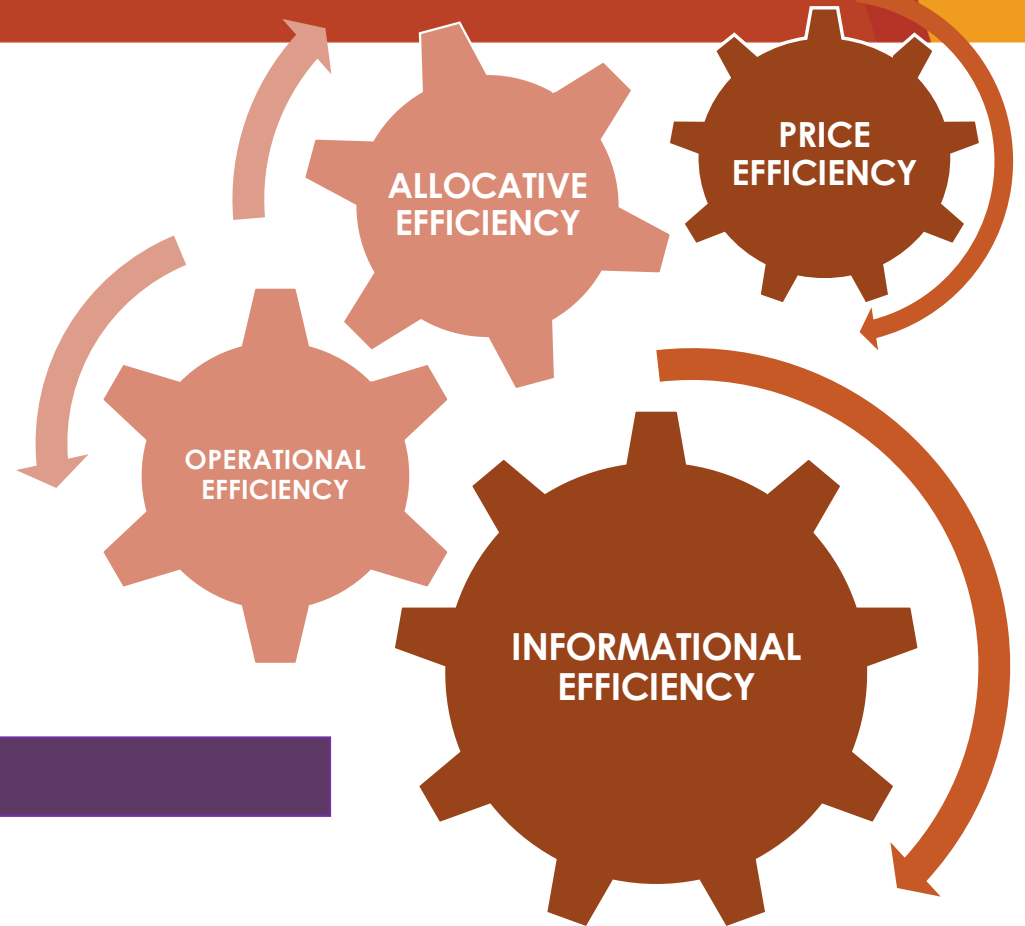 ALLOCATIVE
EFFICIENCY
PRICE
EFFICIENCY
OPERATIONAL
EFFICIENCY
INFORMATIONAL
EFFICIENCY